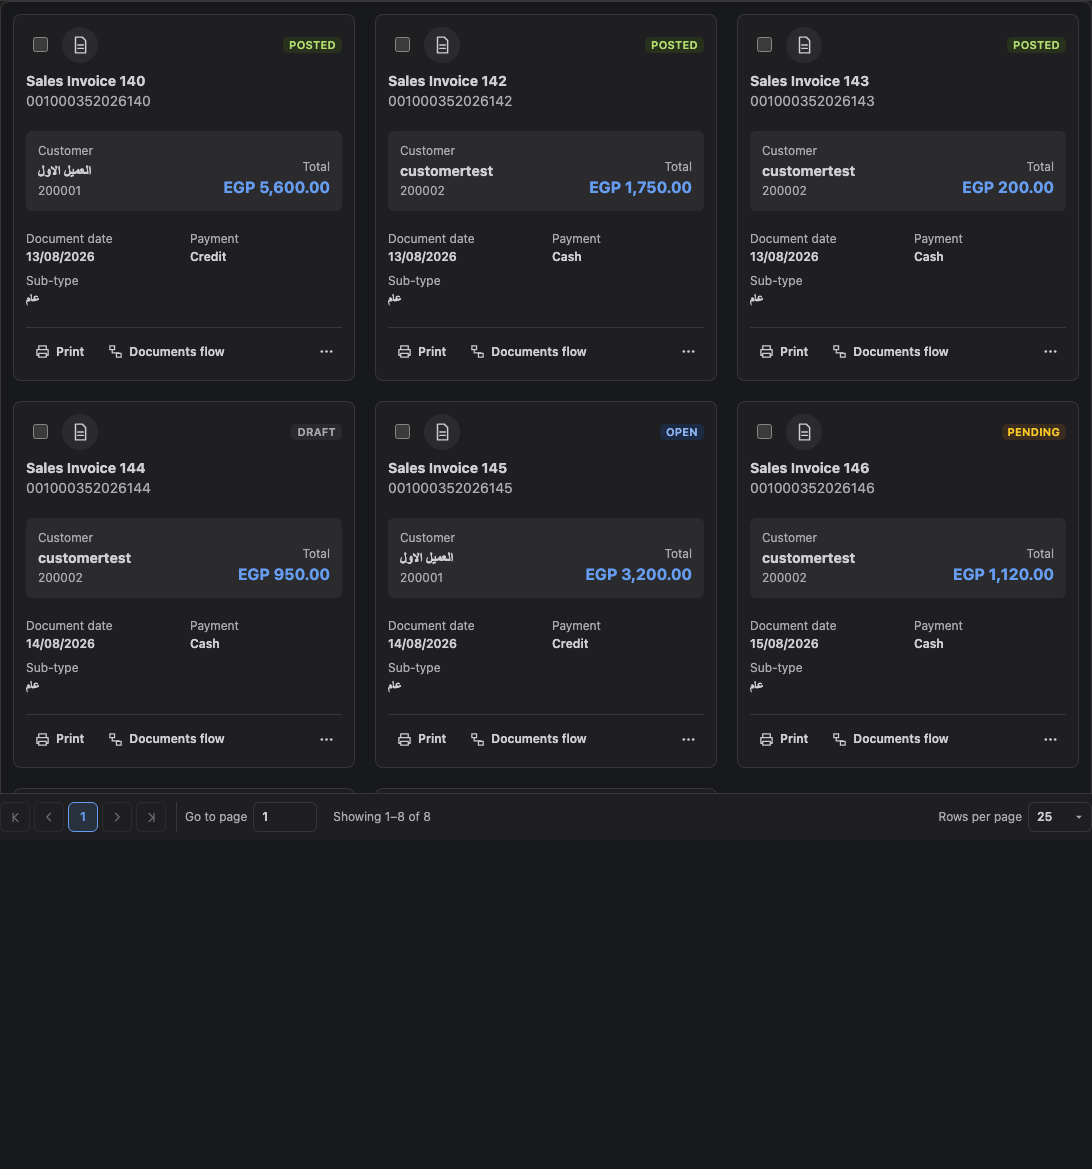 POSTED
Sales Invoice 140
001000352026140
Customer
العميل الاول
200001
Total
EGP 5,600.00
Document date
13/08/2026
Payment
Credit
Sub-type
عام
Print
Documents flow
POSTED
Sales Invoice 142
001000352026142
Customer
customertest
200002
Total
EGP 1,750.00
Document date
13/08/2026
Payment
Cash
Sub-type
عام
Print
Documents flow
POSTED
Sales Invoice 143
001000352026143
Customer
customertest
200002
Total
EGP 200.00
Document date
13/08/2026
Payment
Cash
Sub-type
عام
Print
Documents flow
DRAFT
Sales Invoice 144
001000352026144
Customer
customertest
200002
Total
EGP 950.00
Document date
14/08/2026
Payment
Cash
Sub-type
عام
Print
Documents flow
OPEN
Sales Invoice 145
001000352026145
Customer
العميل الاول
200001
Total
EGP 3,200.00
Document date
14/08/2026
Payment
Credit
Sub-type
عام
Print
Documents flow
PENDING
Sales Invoice 146
001000352026146
Customer
customertest
200002
Total
EGP 1,120.00
Document date
15/08/2026
Payment
Cash
Sub-type
عام
Print
Documents flow
1
Go to page
1
Showing 1–8 of 8
Rows per page
25